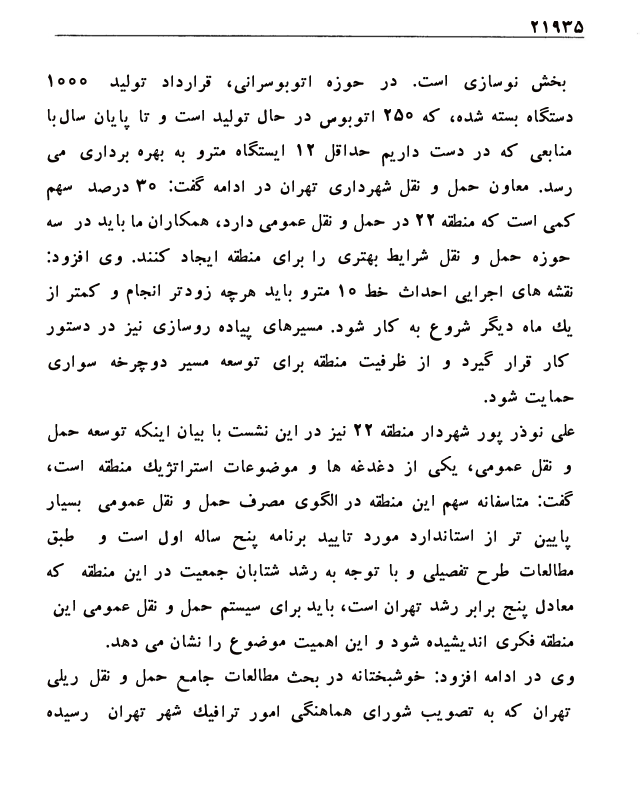 ۲۱۹۳۵
بخش نوسازی است. در حوزه اتوبوسرانی، قرارداد تولید ۱۰۰۰
دستگاه بسته شده، که ۲۵۰ اتوبوس در حال تولید است و تا پایان سال با
منابعی که در دست داریم حداقل ۱۲ ایستگاه مترو به بهره برداری می
رسد. معاون حمل و نقل شهرداری تهران در ادامه گفت: ۳۰ درصد سهم
کمی است که منطقه ۲۲ در حمل و نقل عمومی دارد، همکاران ما باید در سه
حوزه حمل و نقل شرایط بهتری را برای منطقه ایجاد کنند. وی افزود:
نقشه های اجرایی احداث خط ۱۰ مترو باید هرچه زودتر انجام و کمتر از
یك ماه دیگر شروع به کار شود. مسیرهای پیاده روسازی نیز در دستور
کار قرار گیرد و از ظرفیت منطقه برای توسعه مسیر دوچرخه سواری
حمایت شود.
علی نوذر پور شهردار منطقه ۲۲ نیز در این نشست با بیان اینکه توسعه حمل
و نقل عمومی، یکی از دغدغه ها و موضوعات استراتژیك منطقه است،
گفت: متاسفانه سهم این منطقه در الگوی مصرف حمل و نقل عمومی بسیار
پایین تر از استاندارد مورد تایید برنامه پنج ساله اول است و طبق
مطالعات طرح تفصیلی و با توجه به رشد شتابان جمعیت در این منطقه که
معادل پنج برابر رشد تهران است، باید برای سیستم حمل و نقل عمومی این
منطقه فکری اندیشیده شود و این اهمیت موضوع را نشان می دهد.
وی در ادامه افزود: خوشبختانه در بحث مطالعات جامع حمل و نقل ریلی
تهران که به تصویب شورای هماهنگی امور ترافیك شهر تهران رسیده